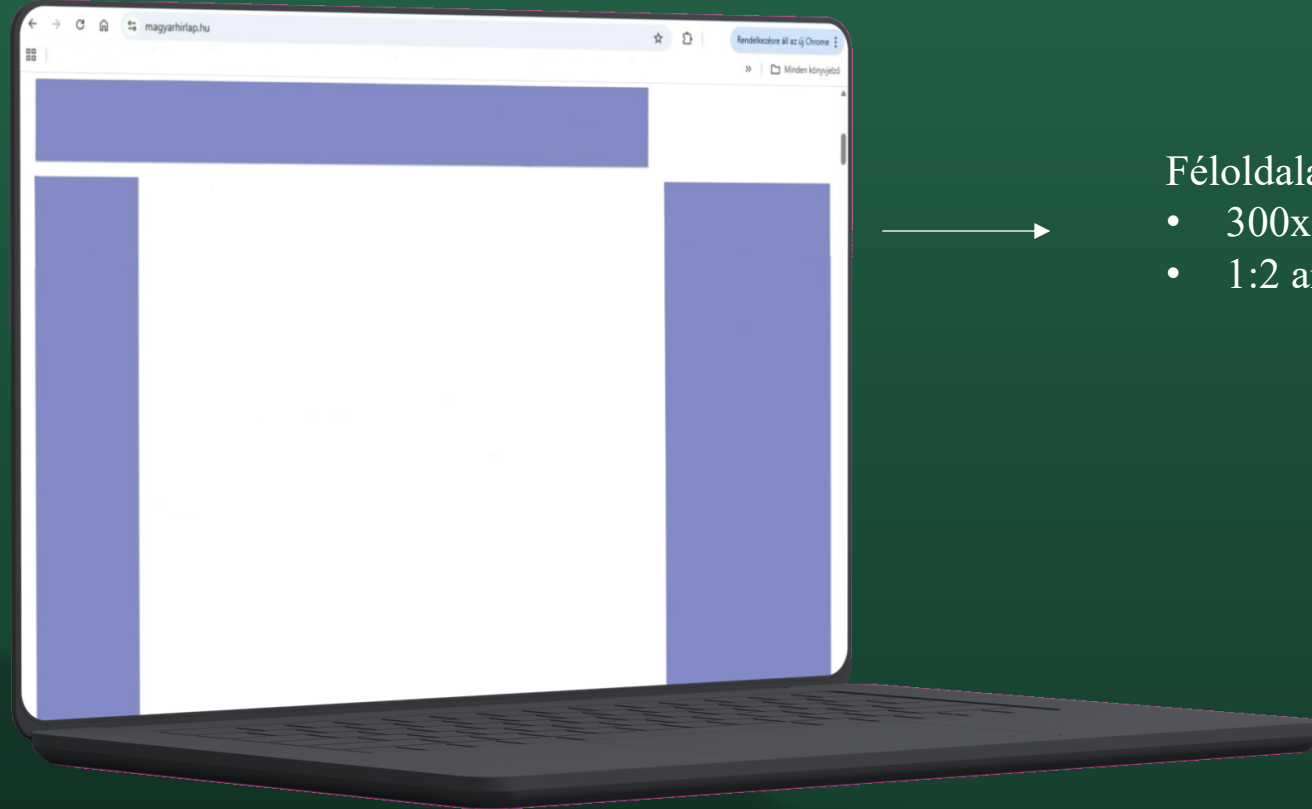 magyarhirlap.hu
Rendelkezésre áll az új Chrome
» Minden könyvjelző
Féloldala
• 300x
• 1:2 a